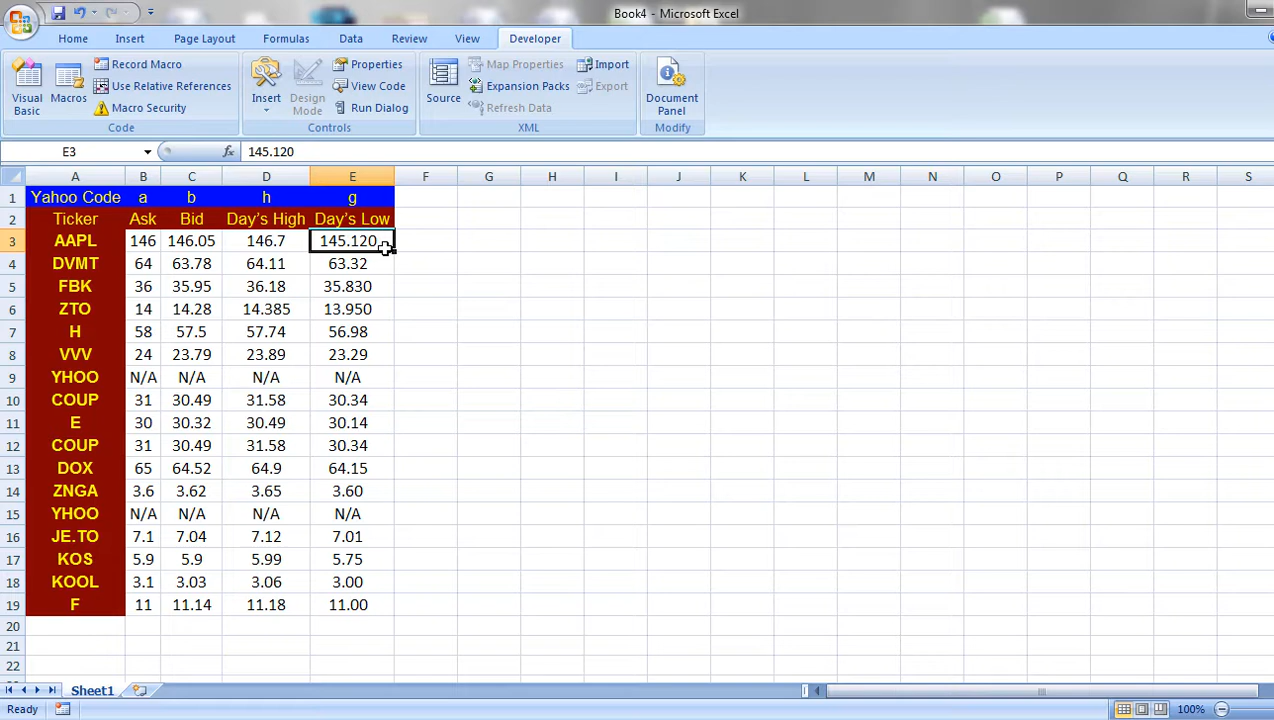 Book4 - Microsoft Excel
Home Insert Page Layout Formulas Data Review View Developer
Visual Basic
Macros
Record Macro
Use Relative References
Macro Security
Code
Insert
Design Mode
Properties
View Code
Run Dialog
Controls
Source
Map Properties
Expansion Packs
Refresh Data
Import
Export
XML
Document Panel
Modify
E3 fx 145.120
A B C D E F G H I J K L M N O P Q R S
1 Yahoo Code a b h g
2 Ticker Ask Bid Day's High Day's Low
3 AAPL 146 146.05 146.7 145.120
4 DVMT 64 63.78 64.11 63.32
5 FBK 36 35.95 36.18 35.830
6 ZTO 14 14.28 14.385 13.950
7 H 58 57.5 57.74 56.98
8 VVV 24 23.79 23.89 23.29
9 YHOO N/A N/A N/A N/A
10 COUP 31 30.49 31.58 30.34
11 E 30 30.32 30.49 30.14
12 COUP 31 30.49 31.58 30.34
13 DOX 65 64.52 64.9 64.15
14 ZNGA 3.6 3.62 3.65 3.60
15 YHOO N/A N/A N/A N/A
16 JE.TO 7.1 7.04 7.12 7.01
17 KOS 5.9 5.9 5.99 5.75
18 KOOL 3.1 3.03 3.06 3.00
19 F 11 11.14 11.18 11.00
20
21
22
Sheet1
Ready 100%